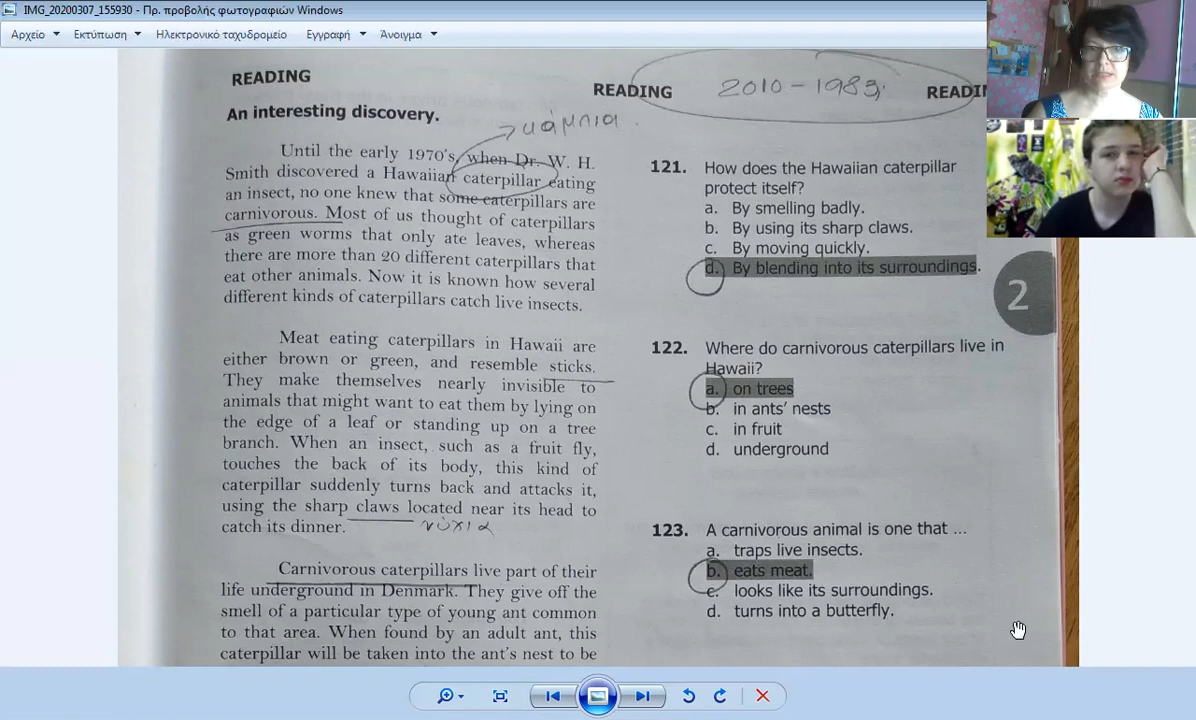 IMG_20200307_155930 - Πρ. προβολής φωτογραφιών Windows
Αρχείο Εκτύπωση Ηλεκτρονικό ταχυδρομείο Εγγραφή Άνοιγμα
READING
An interesting discovery.
κάμπια
Until the early 1970's, when Dr. W. H.
Smith discovered a Hawaiian caterpillar eating
an insect, no one knew that some caterpillars are
carnivorous. Most of us thought of caterpillars
as green worms that only ate leaves, whereas
there are more than 20 different caterpillars that
eat other animals. Now it is known how several
different kinds of caterpillars catch live insects.
Meat eating caterpillars in Hawaii are
either brown or green, and resemble sticks.
They make themselves nearly invisible to
animals that might want to eat them by lying on
the edge of a leaf or standing up on a tree
branch. When an insect, such as a fruit fly,
touches the back of its body, this kind of
caterpillar suddenly turns back and attacks it,
using the sharp claws located near its head to
catch its dinner.
νύχια
Carnivorous caterpillars live part of their
life underground in Denmark. They give off the
smell of a particular type of young ant common
to that area. When found by an adult ant, this
caterpillar will be taken into the ant's nest to be
READING 2010-1983; READIN
121. How does the Hawaiian caterpillar
protect itself?
a. By smelling badly.
b. By using its sharp claws.
c. By moving quickly.
d. By blending into its surroundings.
2
122. Where do carnivorous caterpillars live in
Hawaii?
a. on trees
b. in ants' nests
c. in fruit
d. underground
123. A carnivorous animal is one that ...
a. traps live insects.
b. eats meat.
c. looks like its surroundings.
d. turns into a butterfly.